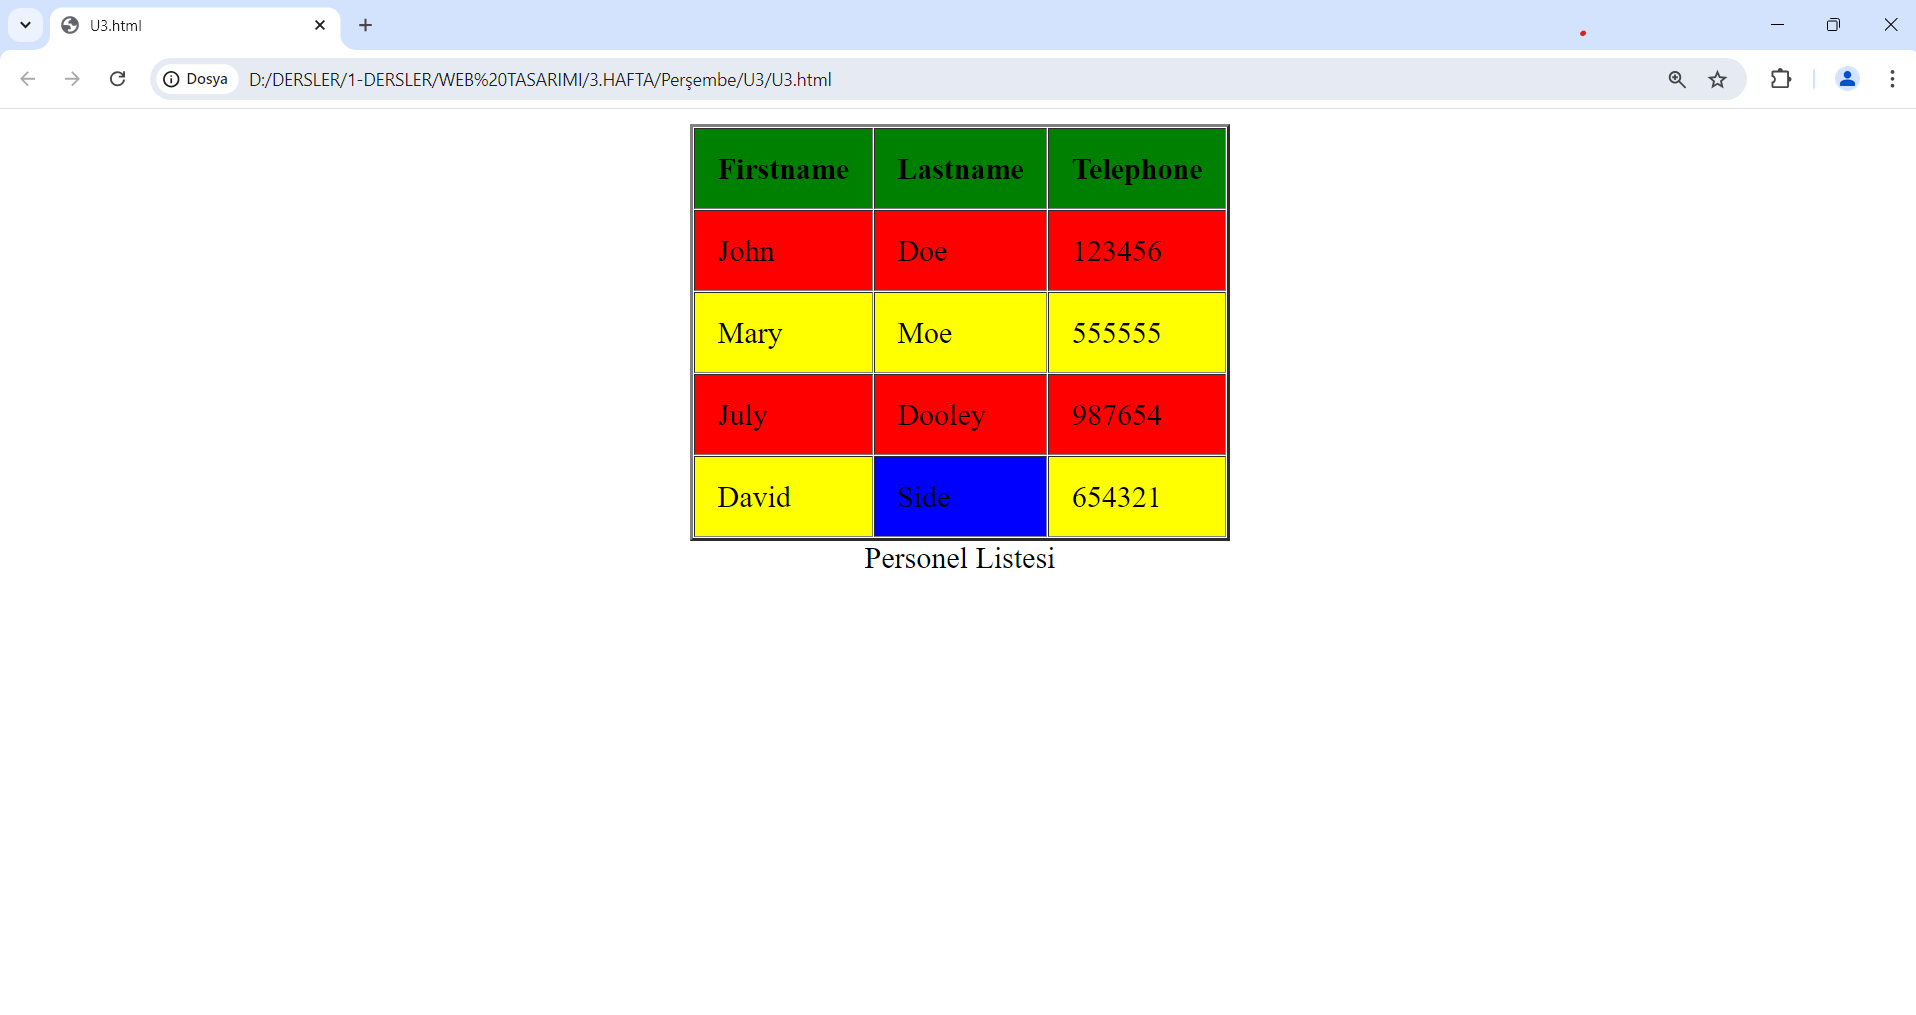 U3.html
Dosya D:/DERSLER/1-DERSLER/WEB%20TASARIMI/3.HAFTA/Perşembe/U3/U3.html
Firstname Lastname Telephone
John Doe 123456
Mary Moe 555555
July Dooley 987654
David Side 654321
Personel Listesi